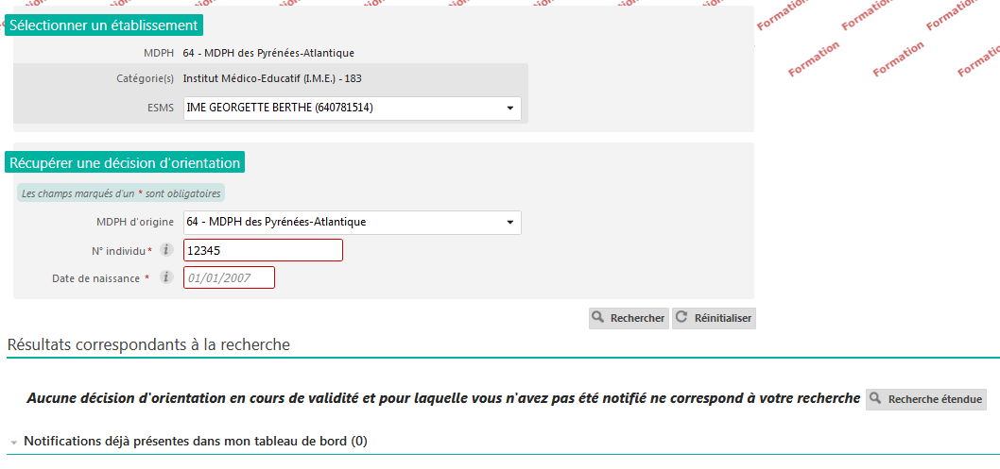 Formation Formation Formation
Sélectionner un établissement
MDPH 64 - MDPH des Pyrénées-Atlantique
Formation Formation Formation
Catégorie(s) Institut Médico-Educatif (I.M.E.) - 183
ESMS IME GEORGETTE BERTHE (640781514)
Récupérer une décision d'orientation
Les champs marqués d'un * sont obligatoires
MDPH d'origine 64 - MDPH des Pyrénées-Atlantique
N° individu * i 12345
Date de naissance * i 01/01/2007
Rechercher Réinitialiser
Résultats correspondants à la recherche
Aucune décision d'orientation en cours de validité et pour laquelle vous n'avez pas été notifié ne correspond à votre recherche Recherche étendue
Notifications déjà présentes dans mon tableau de bord (0)